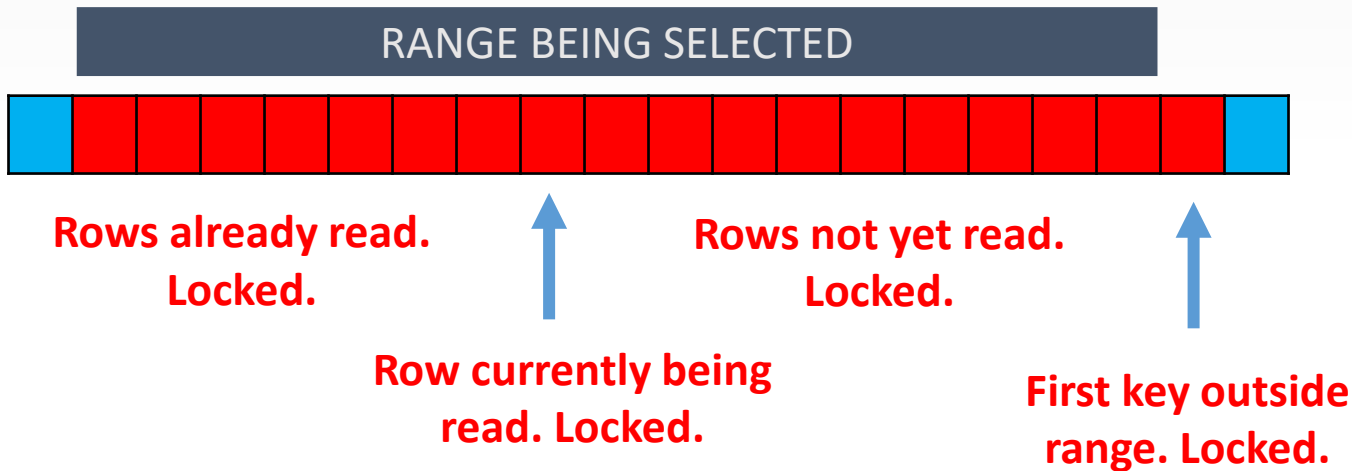 RANGE BEING SELECTED
Rows already read.
Locked.
Rows not yet read.
Locked.
Row currently being
read. Locked.
First key outside
range. Locked.